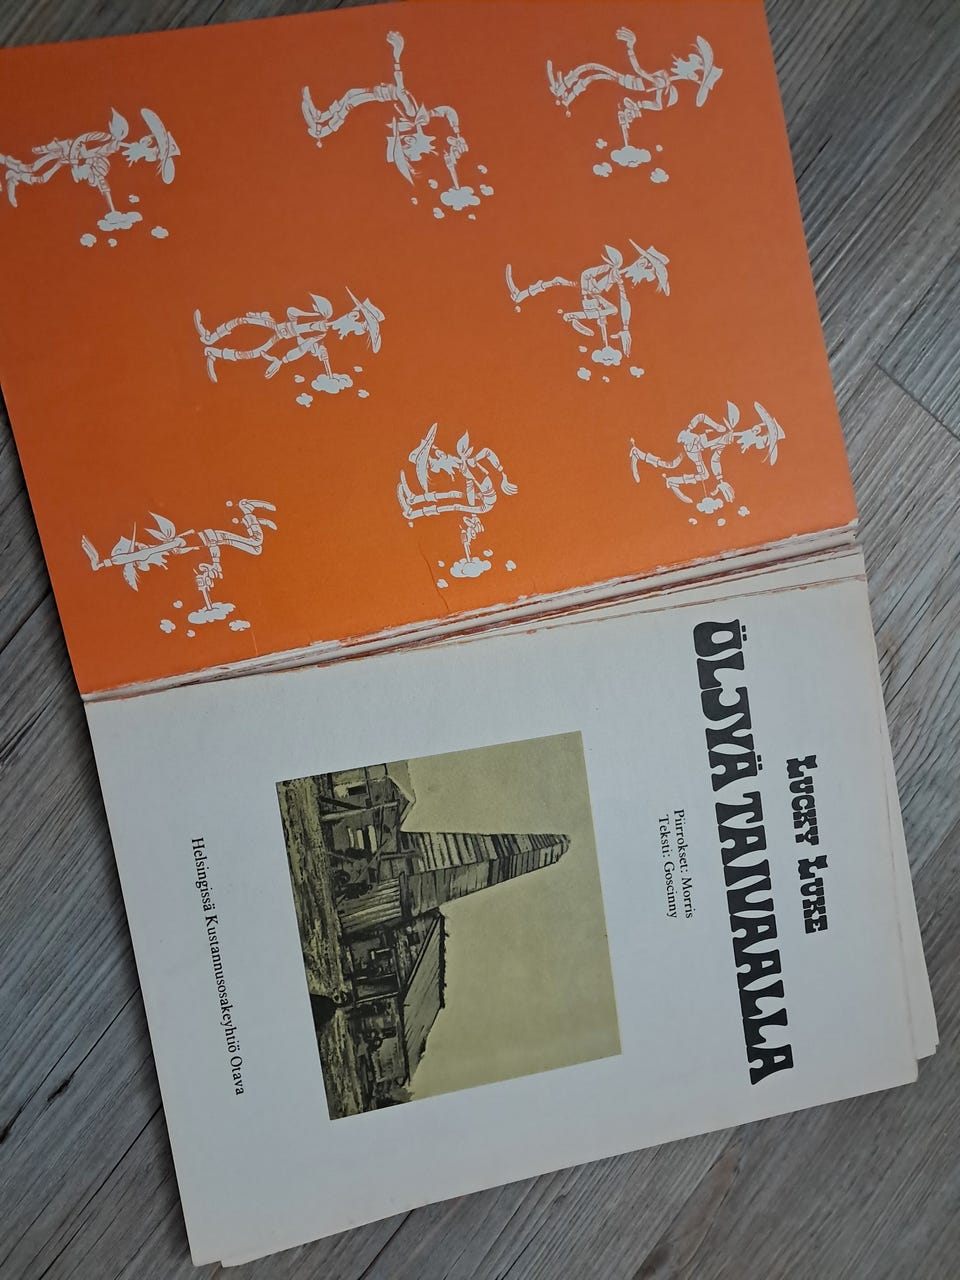 LUCKY LUKE
ÖLJYÄ TAIVAALLA
Piirrokset: Morris
Teksti: Goscinny
Helsingissä Kustannusosakeyhtiö Otava